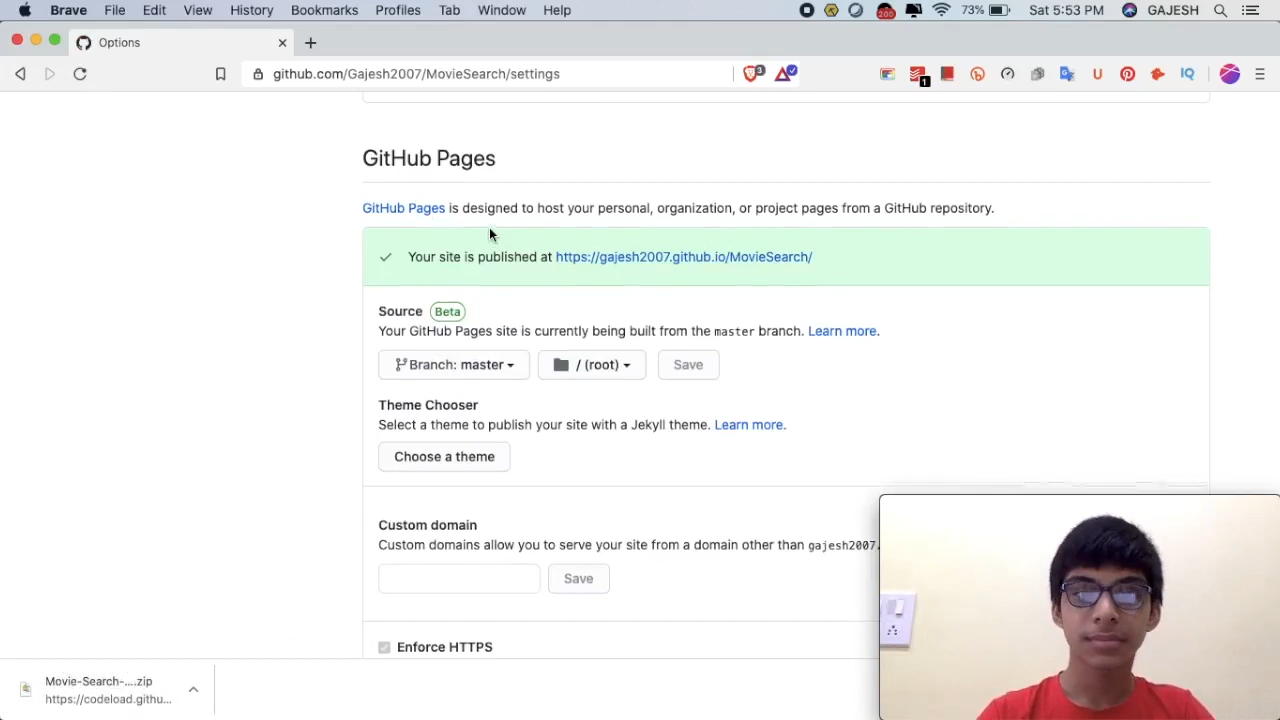 Brave File Edit View History Bookmarks Profiles Tab Window Help 200 73% Sat 5:53 PM GAJESH
Options
github.com/Gajesh2007/MovieSearch/settings 3 1 U IQ
GitHub Pages
GitHub Pages is designed to host your personal, organization, or project pages from a GitHub repository.
Your site is published at https://gajesh2007.github.io/MovieSearch/
Source Beta
Your GitHub Pages site is currently being built from the master branch. Learn more.
Branch: master / (root) Save
Theme Chooser
Select a theme to publish your site with a Jekyll theme. Learn more.
Choose a theme
Custom domain
Custom domains allow you to serve your site from a domain other than gajesh2007.
Save
Enforce HTTPS
Movie-Search-....zip
https://codeload.githu...